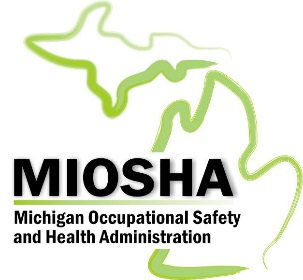 MIOSHA
Michigan Occupational Safety
and Health Administration